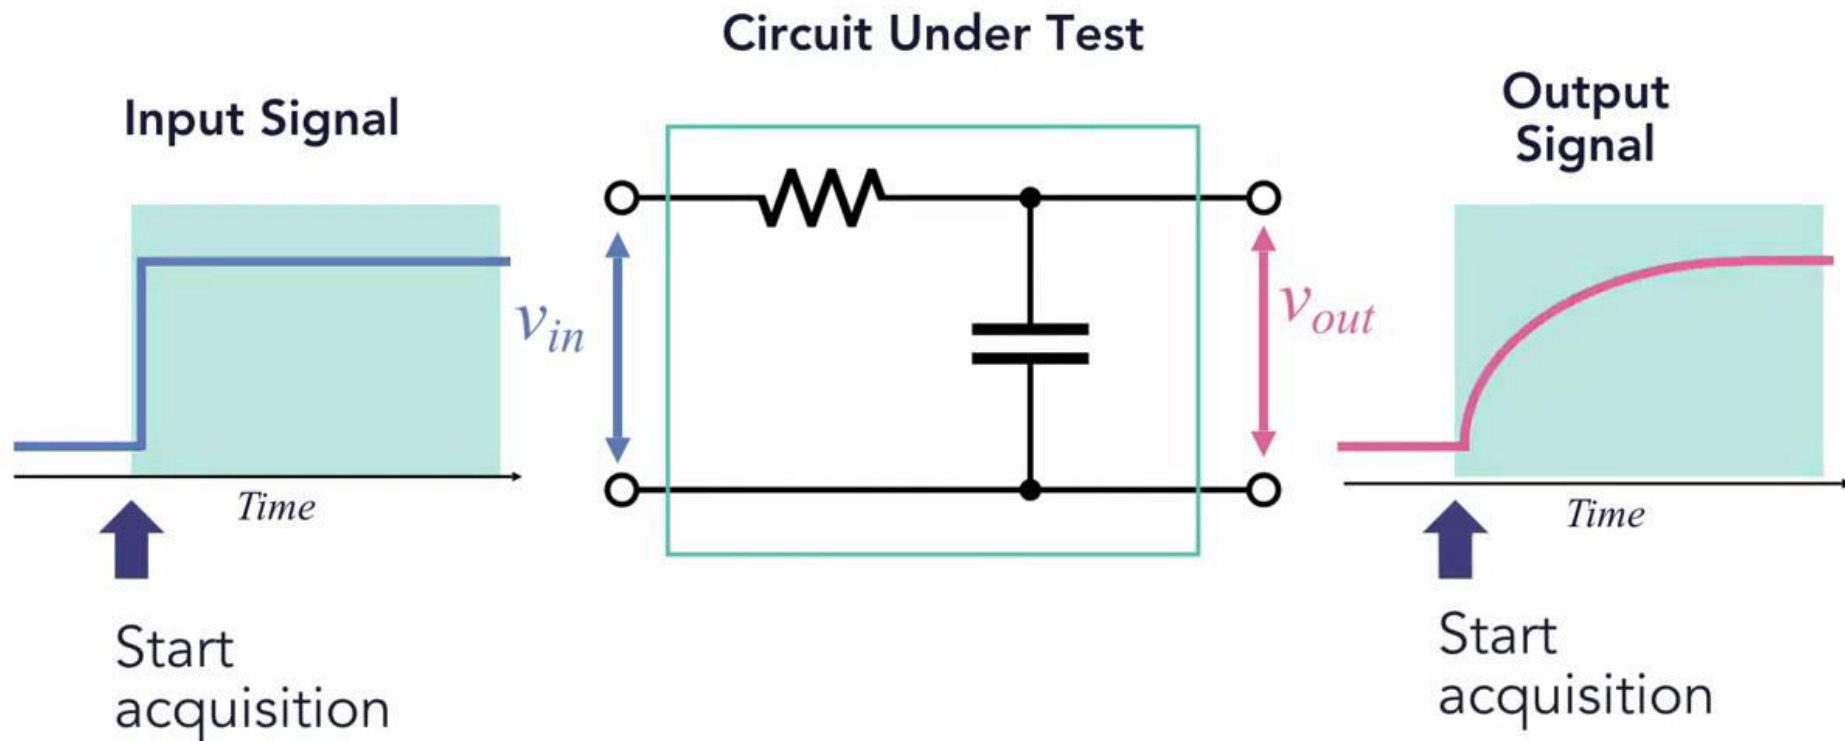 Circuit Under Test
Input Signal
Output
Signal
v_in
v_out
Time
Time
Start
acquisition
Start
acquisition